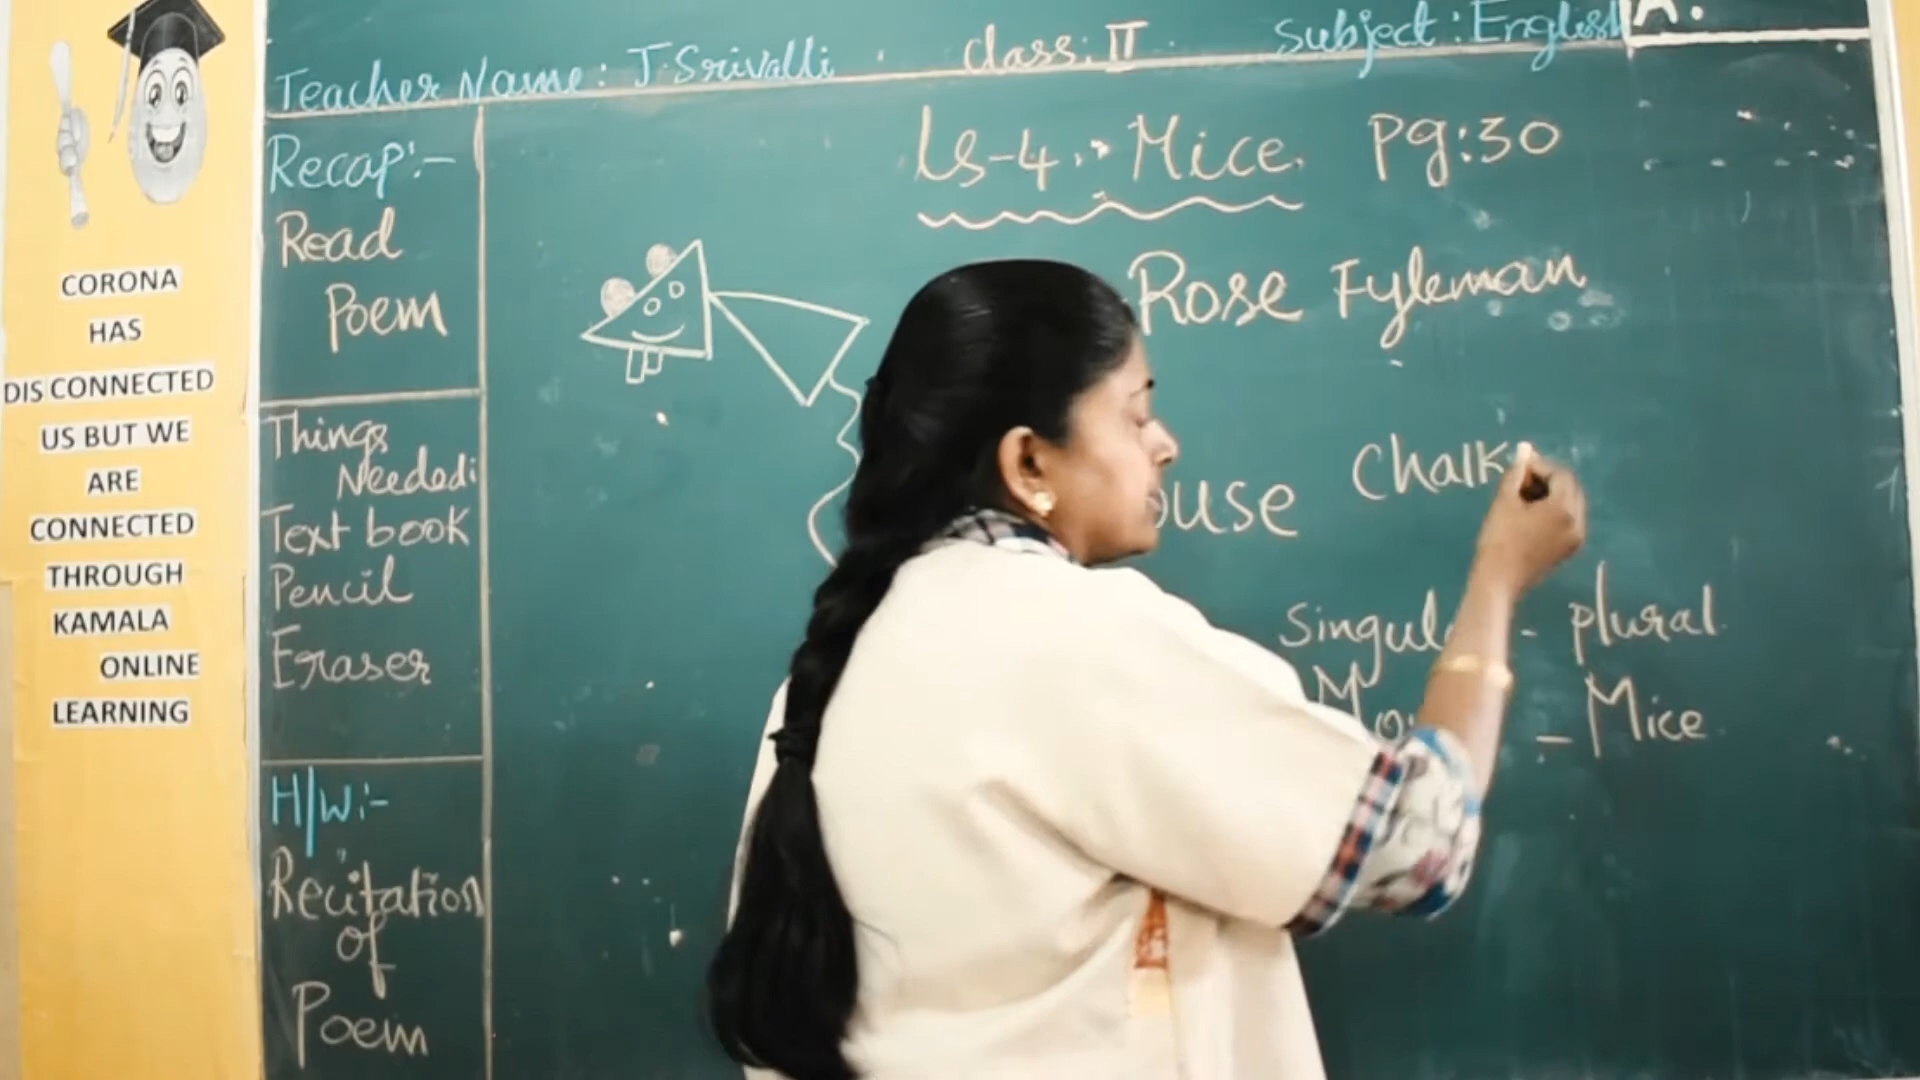 CORONA
HAS
DIS CONNECTED
US BUT WE
ARE
CONNECTED
THROUGH
KAMALA
ONLINE
LEARNING
Teacher Name: J. Srivalli class: II Subject: English
Recap:-
Read
Poem
Things
Needed:
Text book
Pencil
Eraser
H/w:-
Recitation
of
Poem
Ls-4 : Mice. Pg:30
Rose Fyleman
Chalk
plural
- Mice